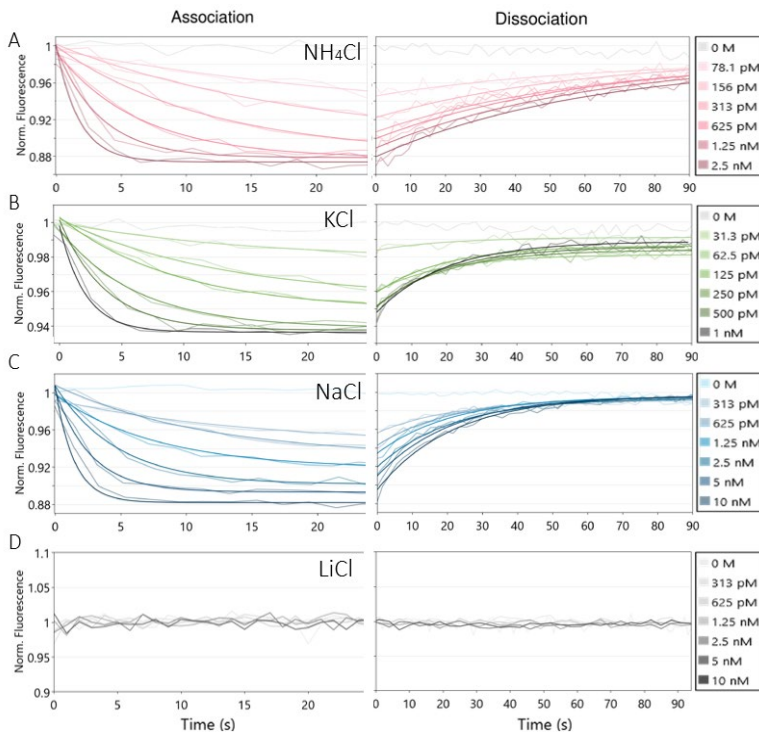 Association
Dissociation
A
Norm. Fluorescence
1
0.96
0.92
0.88
NH₄Cl
0 5 10 15 20
0 10 20 30 40 50 60 70 80 90
0 M
78.1 pM
156 pM
313 pM
625 pM
1.25 nM
2.5 nM
B
Norm. Fluorescence
1
0.98
0.96
0.94
KCl
0 5 10 15 20
0 10 20 30 40 50 60 70 80 90
0 M
31.3 pM
62.5 pM
125 pM
250 pM
500 pM
1 nM
C
Norm. Fluorescence
1
0.96
0.92
0.88
NaCl
0 5 10 15 20
0 10 20 30 40 50 60 70 80 90
0 M
313 pM
625 pM
1.25 nM
2.5 nM
5 nM
10 nM
D
Norm. Fluorescence
1.1
1.05
1
0.95
0.9
LiCl
0 5 10 15 20
0 10 20 30 40 50 60 70 80 90
0 M
313 pM
625 pM
1.25 nM
2.5 nM
5 nM
10 nM
Time (s)
Time (s)